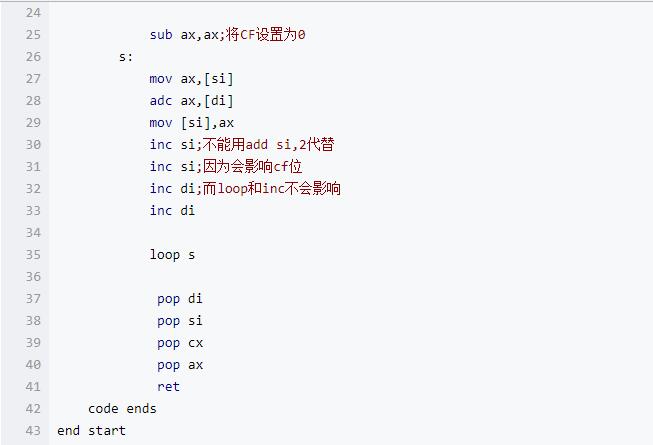 24
25 sub ax,ax;将CF设置为0
26 s:
27 mov ax,[si]
28 adc ax,[di]
29 mov [si],ax
30 inc si;不能用add si,2代替
31 inc si;因为会影响cf位
32 inc di;而loop和inc不会影响
33 inc di
34
35 loop s
36
37 pop di
38 pop si
39 pop cx
40 pop ax
41 ret
42 code ends
43 end start